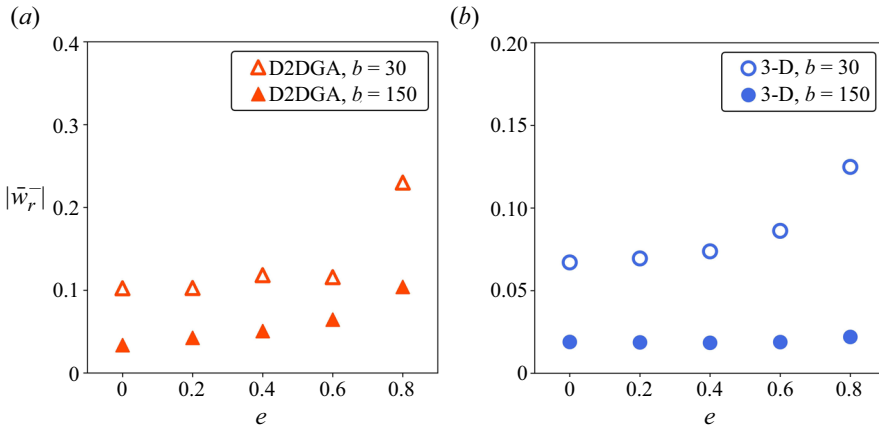 (a)
0.4
0.3
0.2
0.1
0
|w̄r⁻|
D2DGA, b = 30
D2DGA, b = 150
0 0.2 0.4 0.6 0.8
e
(b)
0.20
0.15
0.10
0.05
0
3-D, b = 30
3-D, b = 150
0 0.2 0.4 0.6 0.8
e